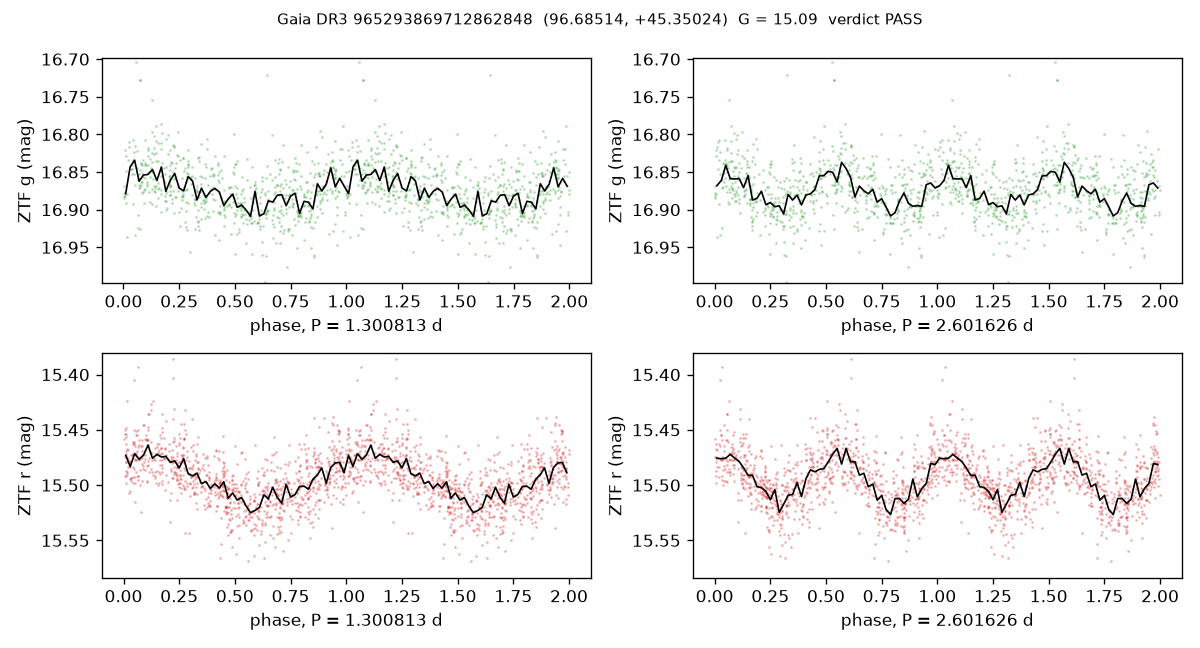 Gaia DR3 965293869712862848  (96.68514, +45.35024)  G = 15.09  verdict PASS
16.70
16.75
16.80
16.85
16.90
16.95
ZTF g (mag)
0.00 0.25 0.50 0.75 1.00 1.25 1.50 1.75 2.00
phase, P = 1.300813 d
16.70
16.75
16.80
16.85
16.90
16.95
ZTF g (mag)
0.00 0.25 0.50 0.75 1.00 1.25 1.50 1.75 2.00
phase, P = 2.601626 d
15.40
15.45
15.50
15.55
ZTF r (mag)
0.00 0.25 0.50 0.75 1.00 1.25 1.50 1.75 2.00
phase, P = 1.300813 d
15.40
15.45
15.50
15.55
ZTF r (mag)
0.00 0.25 0.50 0.75 1.00 1.25 1.50 1.75 2.00
phase, P = 2.601626 d